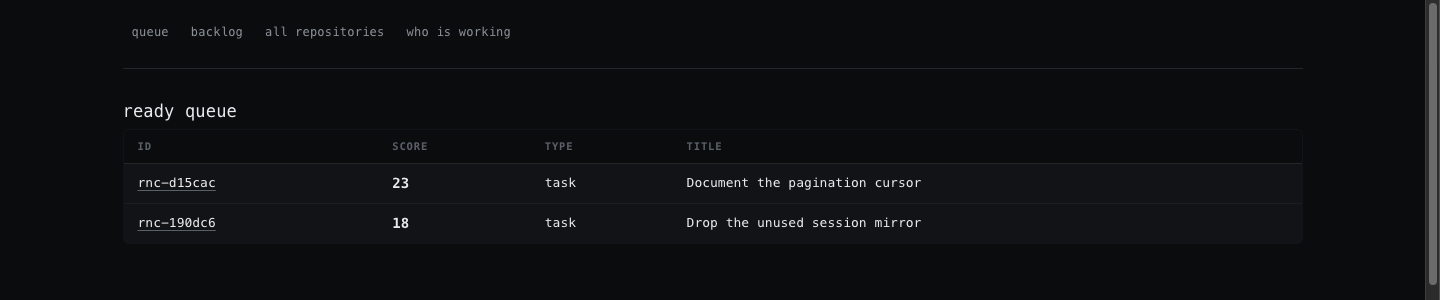 queue backlog all repositories who is working
ready queue
ID SCORE TYPE TITLE
rnc-d15cac 23 task Document the pagination cursor
rnc-190dc6 18 task Drop the unused session mirror